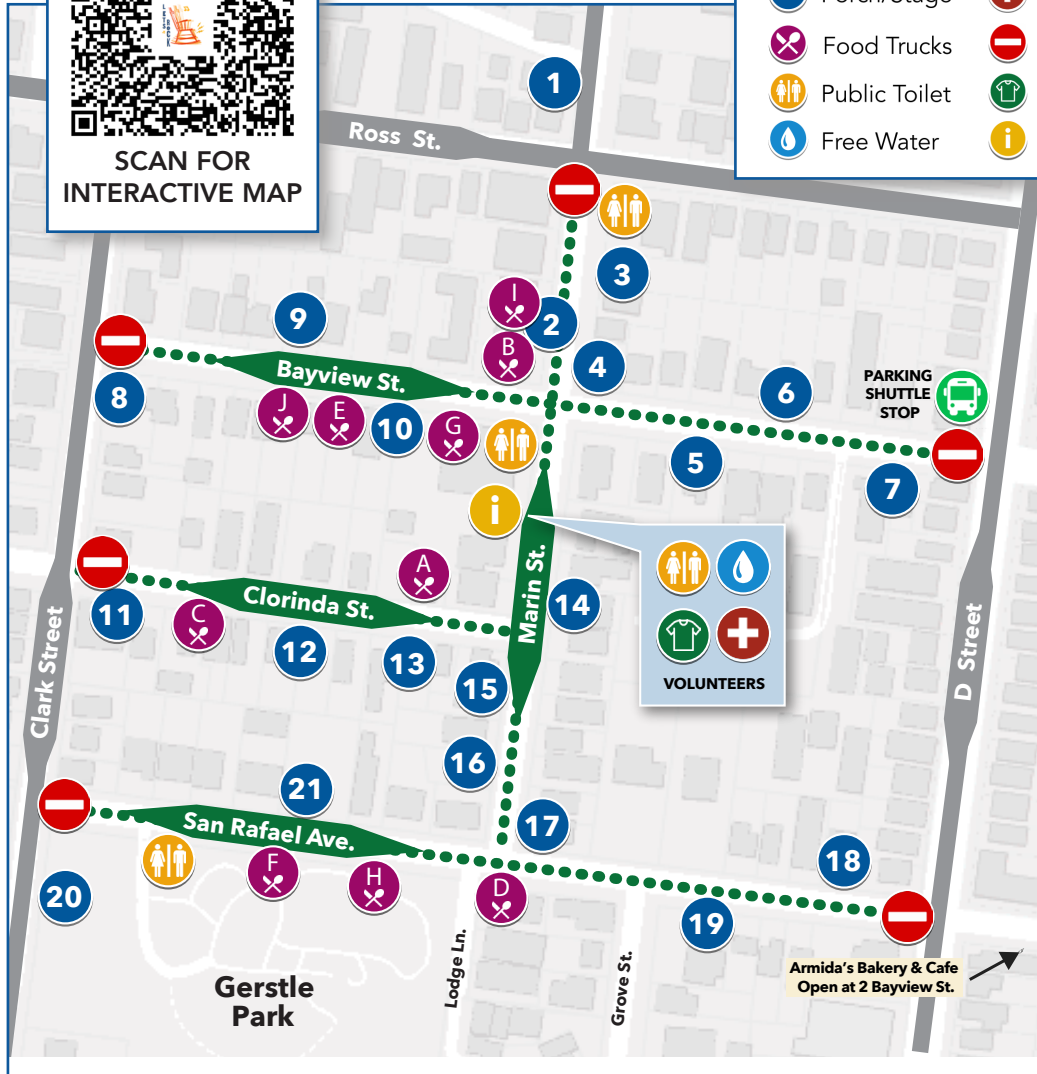 LET'S ROCK
SCAN FOR
INTERACTIVE MAP
Porch/Stage
Food Trucks
Public Toilet
Free Water
i
1
Ross St.
3
I
2
B
9
4
Bayview St.
8
J
E
10
G
6
PARKING
SHUTTLE
STOP
5
7
i
A
Clorinda St.
Marin St.
14
11
C
12
13
15
VOLUNTEERS
Clark Street
D Street
16
21
San Rafael Ave.
17
18
F
H
D
20
19
Lodge Ln.
Grove St.
Gerstle
Park
Armida's Bakery & Cafe
Open at 2 Bayview St.